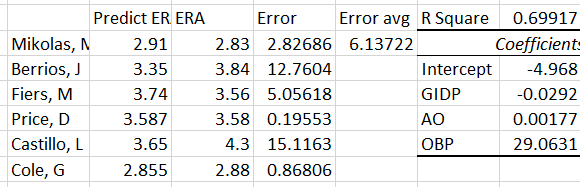 Predict ER ERA Error Error avg R Square 0.69917
Mikolas, M 2.91 2.83 2.82686 6.13722 Coefficients
Berrios, J 3.35 3.84 12.7604 Intercept -4.968
Fiers, M 3.74 3.56 5.05618 GIDP -0.0292
Price, D 3.587 3.58 0.19553 AO 0.00177
Castillo, L 3.65 4.3 15.1163 OBP 29.0631
Cole, G 2.855 2.88 0.86806